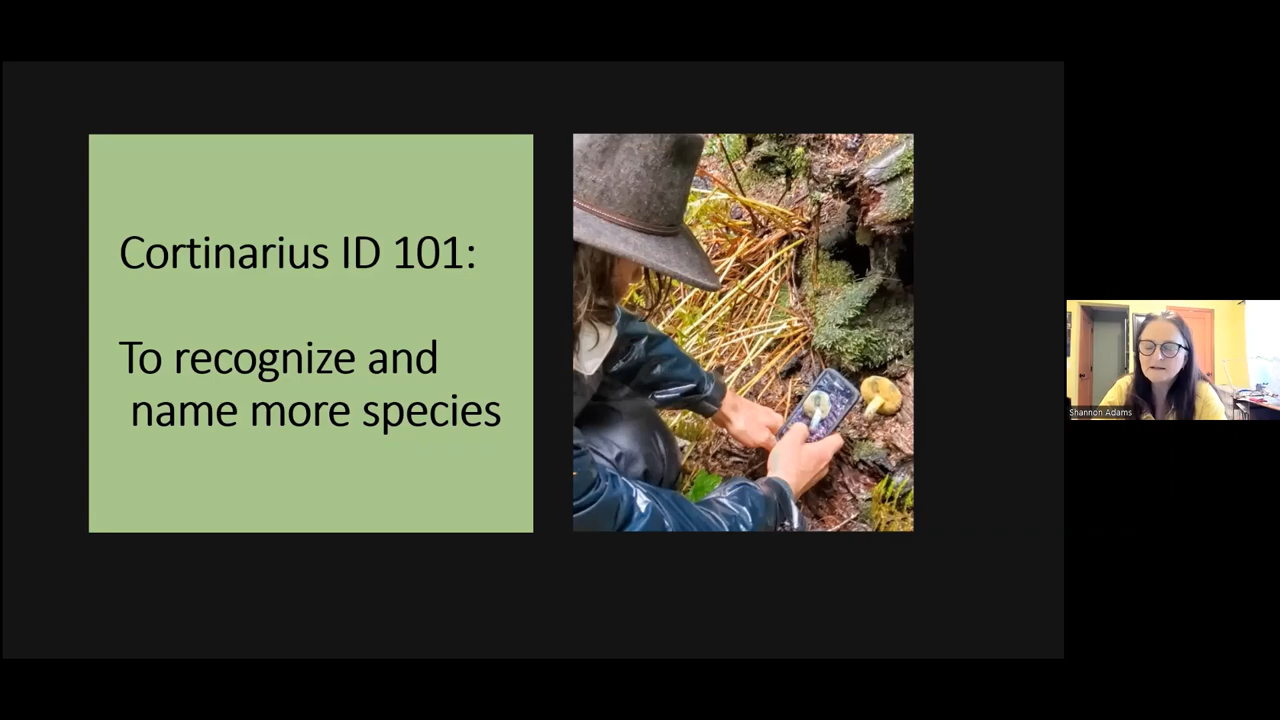 Cortinarius ID 101:
To recognize and
name more species
Shannon Adams